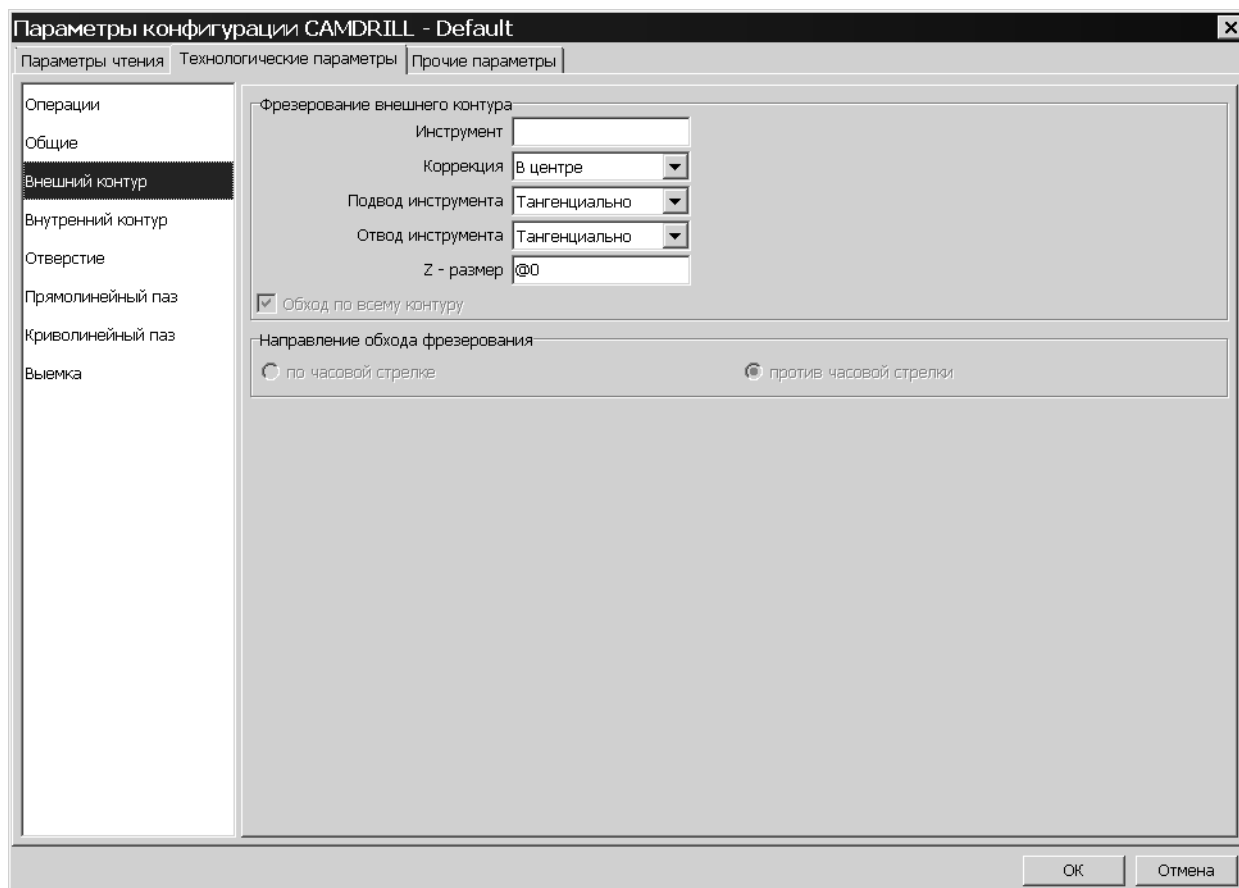 Параметры конфигурации CAMDRILL - Default
Параметры чтения Технологические параметры Прочие параметры
Операции
Общие
Внешний контур
Внутренний контур
Отверстие
Прямолинейный паз
Криволинейный паз
Выемка
Фрезерование внешнего контура
Инструмент
Коррекция В центре
Подвод инструмента Тангенциально
Отвод инструмента Тангенциально
Z - размер @0
Обход по всему контуру
Направление обхода фрезерования
по часовой стрелке против часовой стрелки
ОК Отмена